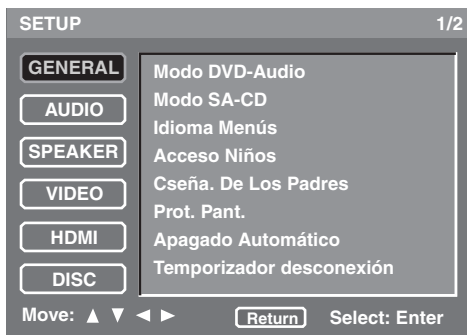 SETUP 1/2
GENERAL
AUDIO
SPEAKER
VIDEO
HDMI
DISC
Modo DVD-Audio
Modo SA-CD
Idioma Menús
Acceso Niños
Cseña. De Los Padres
Prot. Pant.
Apagado Automático
Temporizador desconexión
Move: ▲ ▼ ◄ ► Return Select: Enter